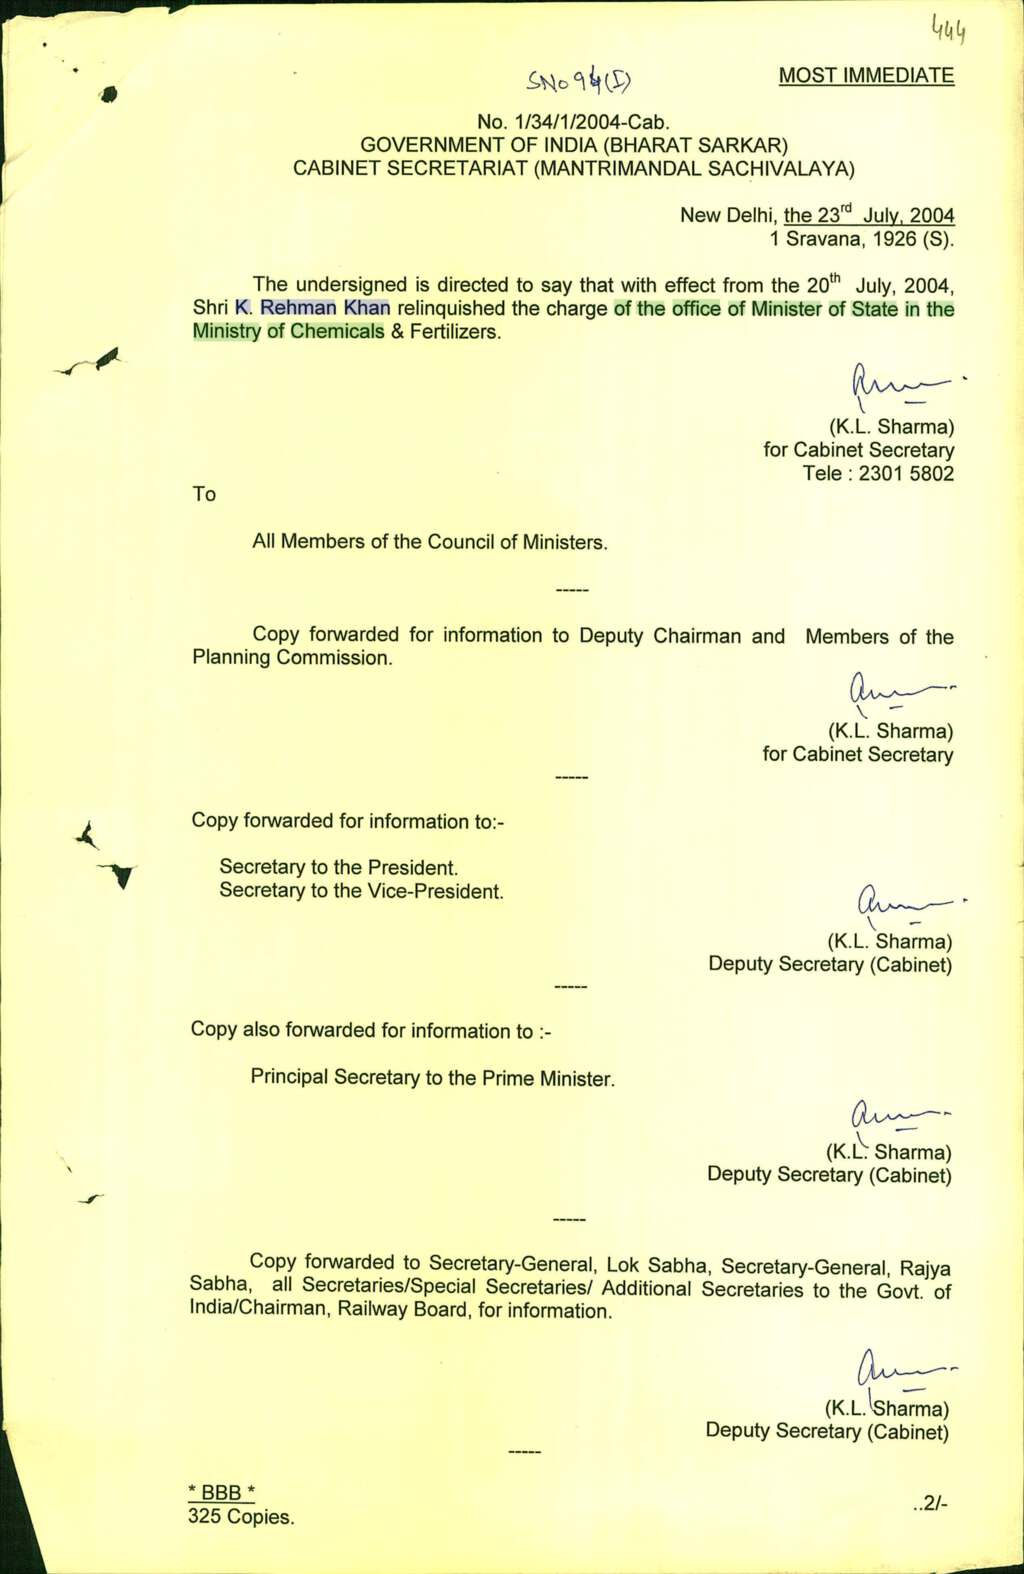 444
SNo 94(I)
MOST IMMEDIATE
No. 1/34/1/2004-Cab.
GOVERNMENT OF INDIA (BHARAT SARKAR)
CABINET SECRETARIAT (MANTRIMANDAL SACHIVALAYA)
New Delhi, the 23rd July, 2004
1 Sravana, 1926 (S).
The undersigned is directed to say that with effect from the 20th July, 2004,
Shri K. Rehman Khan relinquished the charge of the office of Minister of State in the
Ministry of Chemicals & Fertilizers.
(K.L. Sharma)
for Cabinet Secretary
Tele : 2301 5802
To
All Members of the Council of Ministers.
-----
Copy forwarded for information to Deputy Chairman and Members of the
Planning Commission.
(K.L. Sharma)
for Cabinet Secretary
-----
Copy forwarded for information to:-
Secretary to the President.
Secretary to the Vice-President.
(K.L. Sharma)
Deputy Secretary (Cabinet)
-----
Copy also forwarded for information to :-
Principal Secretary to the Prime Minister.
(K.L. Sharma)
Deputy Secretary (Cabinet)
-----
Copy forwarded to Secretary-General, Lok Sabha, Secretary-General, Rajya
Sabha, all Secretaries/Special Secretaries/ Additional Secretaries to the Govt. of
India/Chairman, Railway Board, for information.
(K.L. Sharma)
Deputy Secretary (Cabinet)
-----
* BBB *
325 Copies.
..2/-